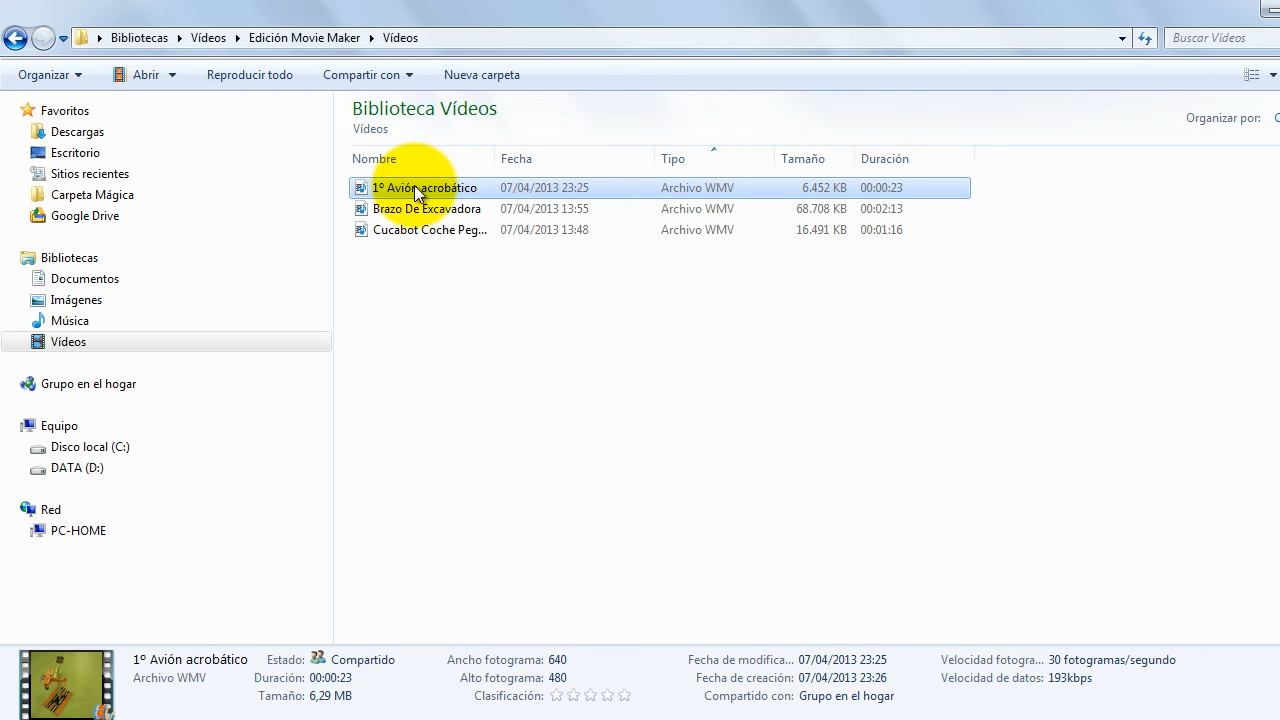 Bibliotecas Vídeos Edición Movie Maker Vídeos
Buscar Vídeos
Organizar Abrir Reproducir todo Compartir con Nueva carpeta
Favoritos
Descargas
Escritorio
Sitios recientes
Carpeta Mágica
Google Drive
Bibliotecas
Documentos
Imágenes
Música
Vídeos
Grupo en el hogar
Equipo
Disco local (C:)
DATA (D:)
Red
PC-HOME
Biblioteca Vídeos
Vídeos
Organizar por:
Nombre Fecha Tipo Tamaño Duración
1º Avión acrobático 07/04/2013 23:25 Archivo WMV 6.452 KB 00:00:23
Brazo De Excavadora 07/04/2013 13:55 Archivo WMV 68.708 KB 00:02:13
Cucabot Coche Peg... 07/04/2013 13:48 Archivo WMV 16.491 KB 00:01:16
1º Avión acrobático Estado: Compartido Ancho fotograma: 640 Fecha de modifica... 07/04/2013 23:25 Velocidad fotogra... 30 fotogramas/segundo
Archivo WMV Duración: 00:00:23 Alto fotograma: 480 Fecha de creación: 07/04/2013 23:26 Velocidad de datos: 193kbps
Tamaño: 6,29 MB Clasificación: Compartido con: Grupo en el hogar